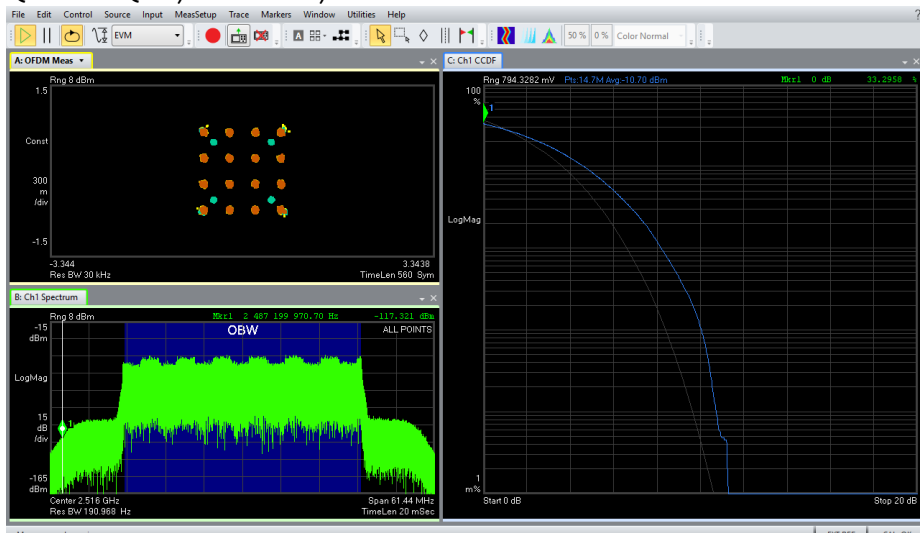 File Edit Control Source Input MeasSetup Trace Markers Window Utilities Help
EVM
A
50 %
0 %
Color Normal
A: OFDM Meas
Rng 8 dBm
1.5
Const
300
m
/div
-1.5
-3.344
3.3438
Res BW 30 kHz
TimeLen 560 Sym
B: Ch1 Spectrum
Rng 8 dBm
Mkr1 2 487 199 970.70 Hz
-117.321 dBm
-15
dBm
OBW
ALL POINTS
LogMag
15
dB
/div
1
-165
dBm
Center 2.516 GHz
Span 61.44 MHz
Res BW 190.968 Hz
TimeLen 20 mSec
C: Ch1 CCDF
Rng 794.3282 mV
Pts:14.7M Avg:-10.70 dBm
Mkr1 0 dB
33.2958 %
100
%
1
LogMag
1
m%
Start 0 dB
Stop 20 dB